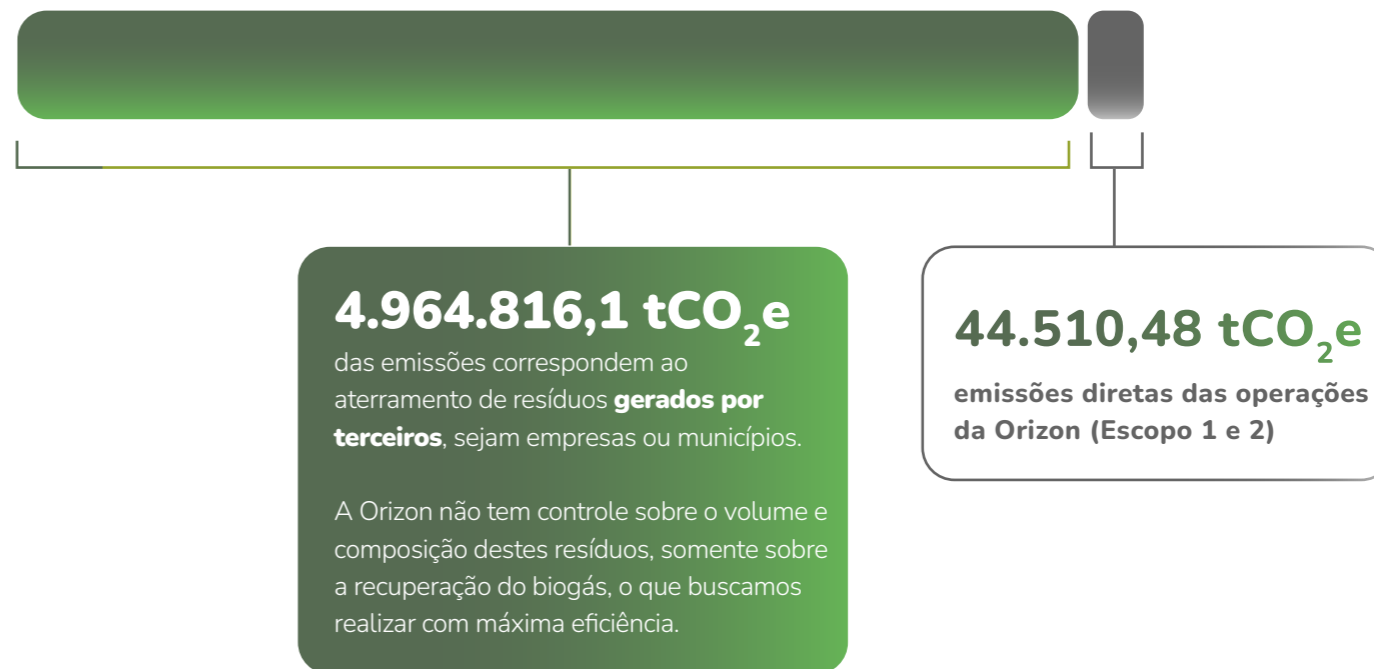 4.964.816,1 tCO₂e
das emissões correspondem ao
aterramento de resíduos gerados por
terceiros, sejam empresas ou municípios.
A Orizon não tem controle sobre o volume e
composição destes resíduos, somente sobre
a recuperação do biogás, o que buscamos
realizar com máxima eficiência.
44.510,48 tCO₂e
emissões diretas das operações
da Orizon (Escopo 1 e 2)